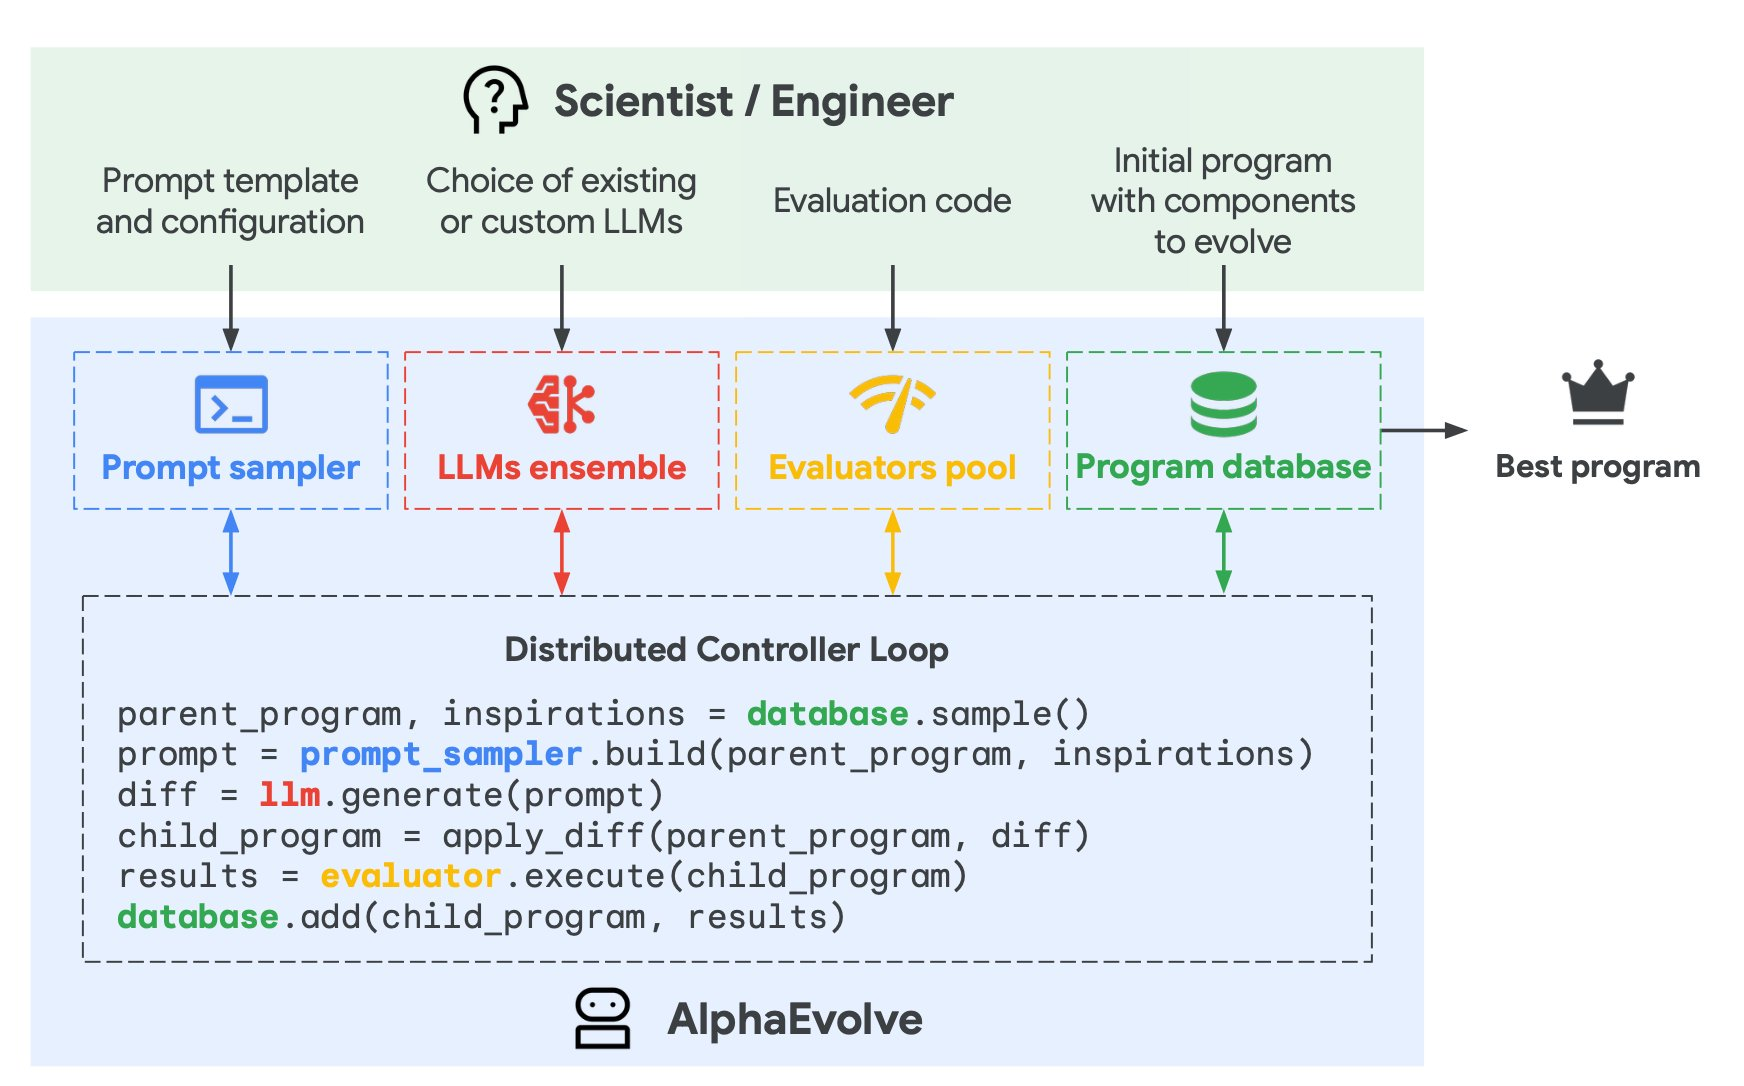 Scientist / Engineer
Prompt template
and configuration
Choice of existing
or custom LLMs
Evaluation code
Initial program
with components
to evolve
Prompt sampler
LLMs ensemble
Evaluators pool
Program database
Best program
Distributed Controller Loop
parent_program, inspirations = database.sample()
prompt = prompt_sampler.build(parent_program, inspirations)
diff = llm.generate(prompt)
child_program = apply_diff(parent_program, diff)
results = evaluator.execute(child_program)
database.add(child_program, results)
AlphaEvolve